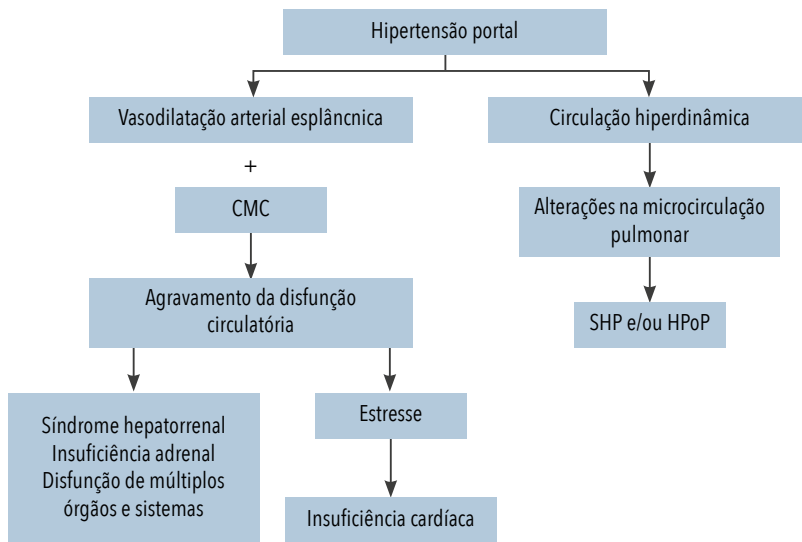 Hipertensão portal
Vasodilatação arterial esplâncnica
Circulação hiperdinâmica
+
CMC
Alterações na microcirculação
pulmonar
Agravamento da disfunção
circulatória
SHP e/ou HPoP
Síndrome hepatorrenal
Insuficiência adrenal
Disfunção de múltiplos
órgãos e sistemas
Estresse
Insuficiência cardíaca